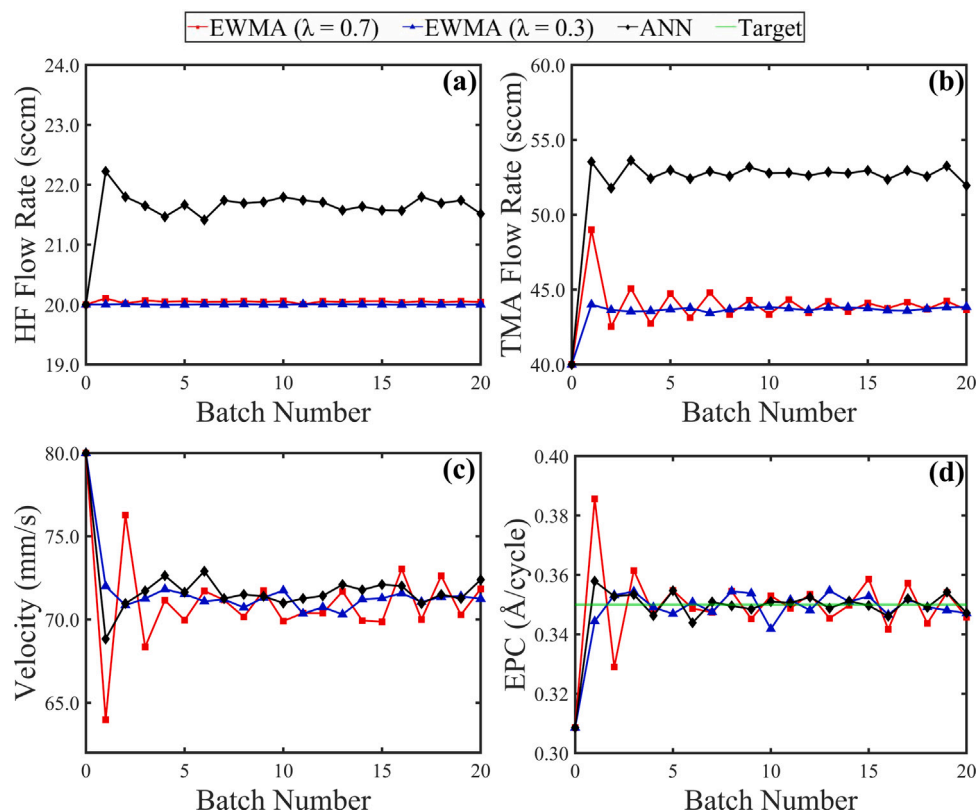 EWMA (λ = 0.7) EWMA (λ = 0.3) ANN Target
(a)
HF Flow Rate (sccm)
24.0
23.0
22.0
21.0
20.0
19.0
0 5 10 15 20
Batch Number
(b)
TMA Flow Rate (sccm)
60.0
55.0
50.0
45.0
40.0
0 5 10 15 20
Batch Number
(c)
Velocity (mm/s)
80.0
75.0
70.0
65.0
0 5 10 15 20
Batch Number
(d)
EPC (Å/cycle)
0.40
0.38
0.36
0.34
0.32
0.30
0 5 10 15 20
Batch Number